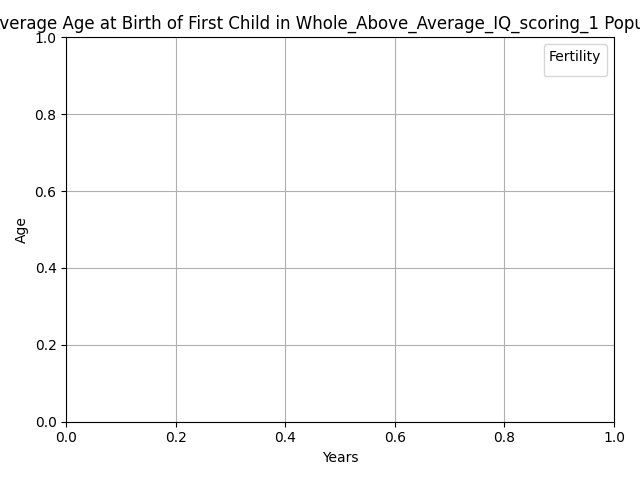 verage Age at Birth of First Child in Whole_Above_Average_IQ_scoring_1 Popu
Fertility
1.0
0.8
0.6
0.4
0.2
0.0
Age
0.0 0.2 0.4 0.6 0.8 1.0
Years